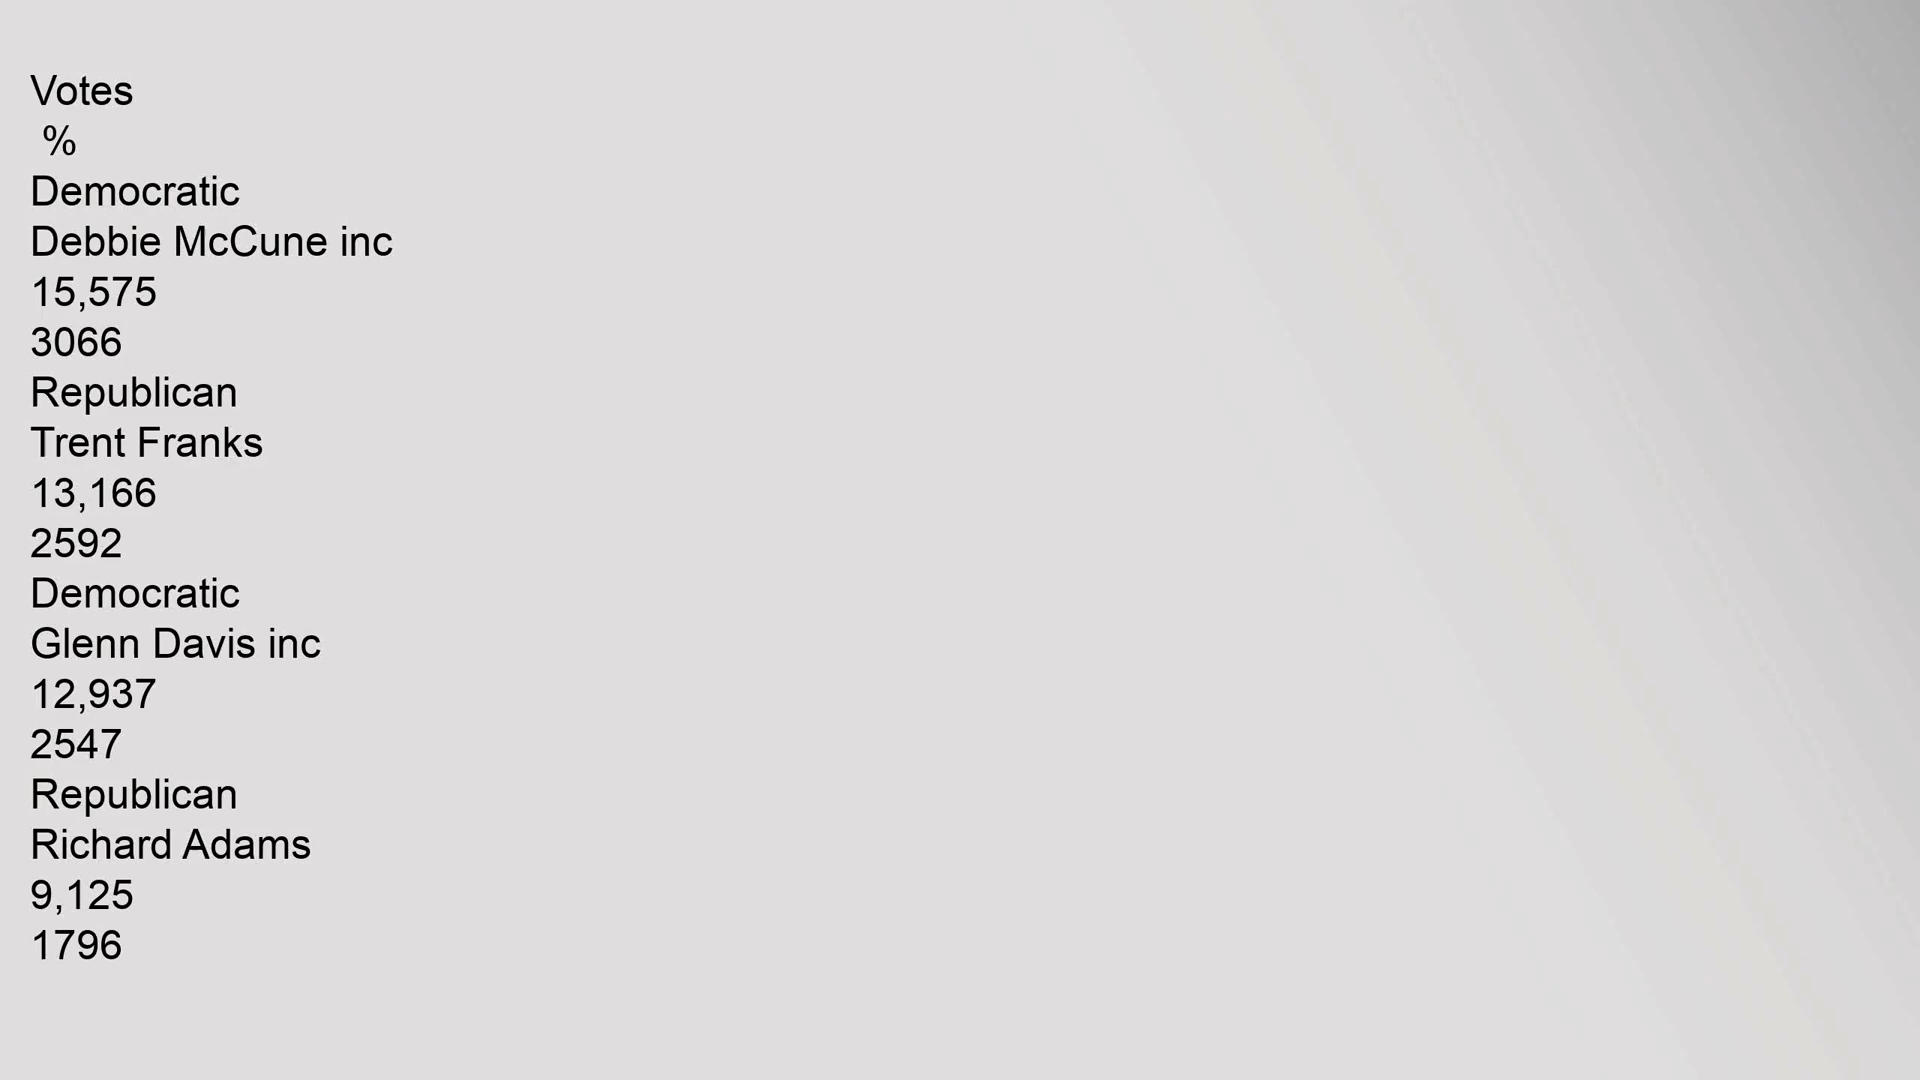 Votes
%
Democratic
Debbie McCune inc
15,575
3066
Republican
Trent Franks
13,166
2592
Democratic
Glenn Davis inc
12,937
2547
Republican
Richard Adams
9,125
1796